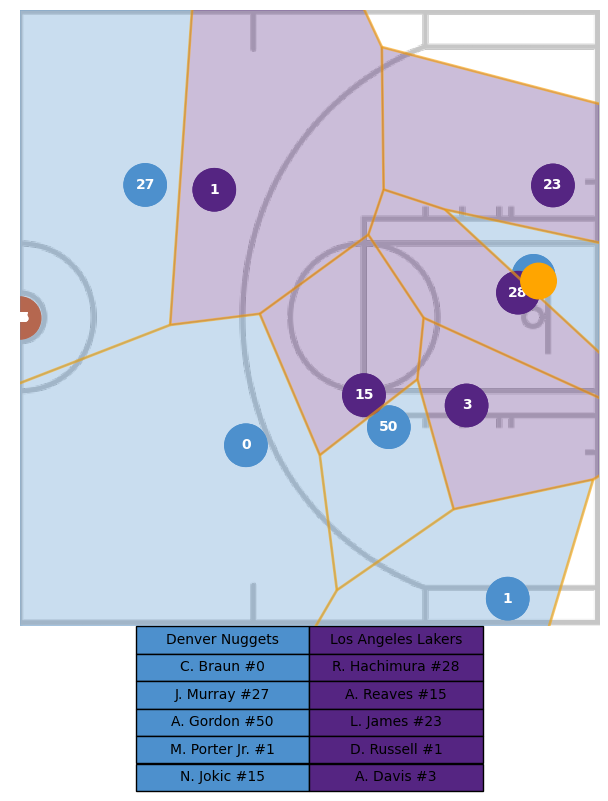 27
1
23
28
15
3
50
0
1
Denver Nuggets Los Angeles Lakers
C. Braun #0 R. Hachimura #28
J. Murray #27 A. Reaves #15
A. Gordon #50 L. James #23
M. Porter Jr. #1 D. Russell #1
N. Jokic #15 A. Davis #3